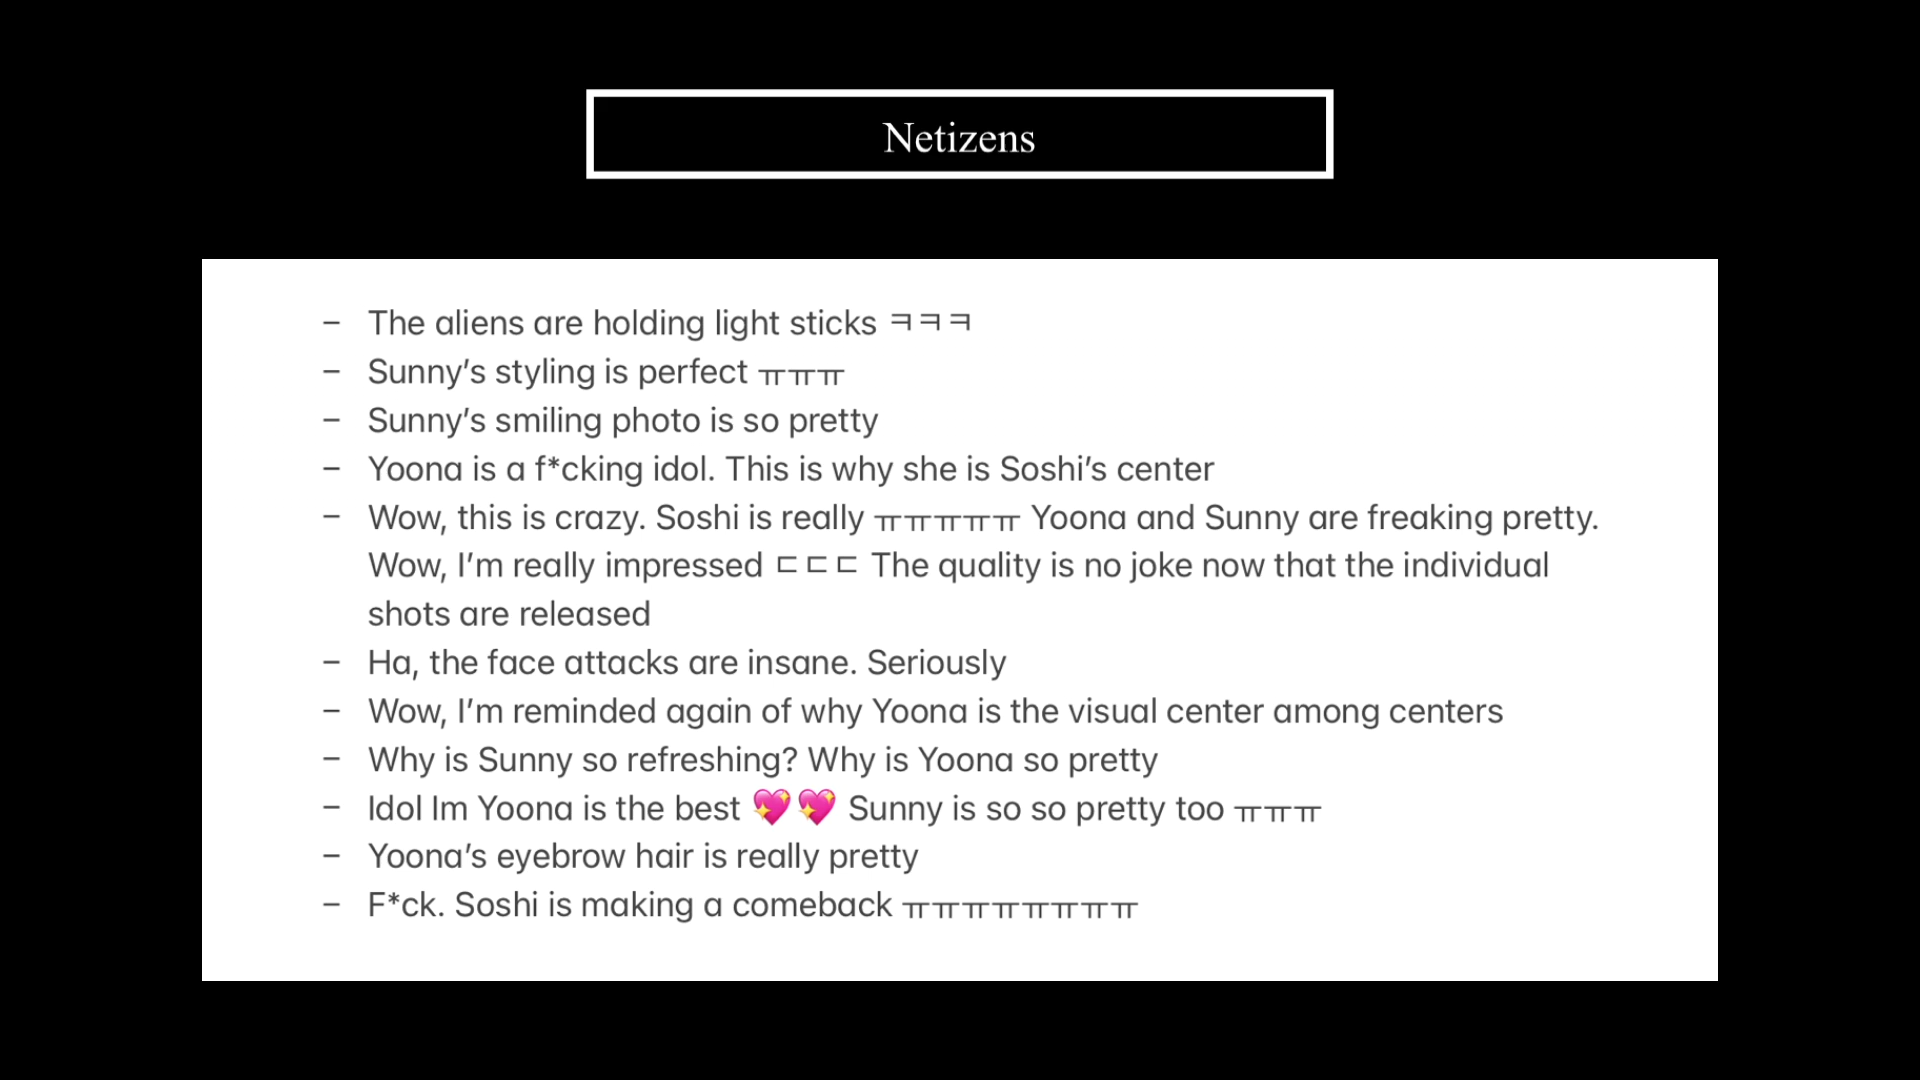 Netizens
– The aliens are holding light sticks ㅋㅋㅋ
– Sunny’s styling is perfect ㅠㅠㅠ
– Sunny’s smiling photo is so pretty
– Yoona is a f*cking idol. This is why she is Soshi’s center
– Wow, this is crazy. Soshi is really ㅠㅠㅠㅠㅠ Yoona and Sunny are freaking pretty.
Wow, I’m really impressed ㄷㄷㄷ The quality is no joke now that the individual
shots are released
– Ha, the face attacks are insane. Seriously
– Wow, I’m reminded again of why Yoona is the visual center among centers
– Why is Sunny so refreshing? Why is Yoona so pretty
– Idol Im Yoona is the best 💖💖 Sunny is so so pretty too ㅠㅠㅠ
– Yoona’s eyebrow hair is really pretty
– F*ck. Soshi is making a comeback ㅠㅠㅠㅠㅠㅠㅠㅠ